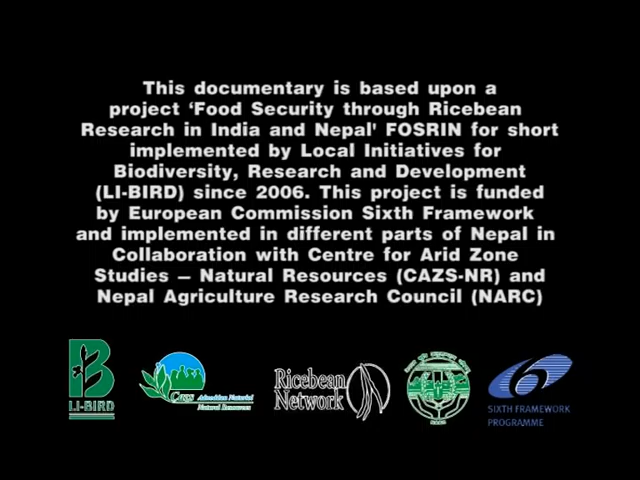 This documentary is based upon a
project ‘Food Security through Ricebean
Research in India and Nepal' FOSRIN for short
implemented by Local Initiatives for
Biodiversity, Research and Development
(LI-BIRD) since 2006. This project is funded
by European Commission Sixth Framework
and implemented in different parts of Nepal in
Collaboration with Centre for Arid Zone
Studies – Natural Resources (CAZS-NR) and
Nepal Agriculture Research Council (NARC)
LI-BIRD
Cazs Adnoddau Naturiol
Natural Resources
Ricebean
Network
NARC
SIXTH FRAMEWORK
PROGRAMME